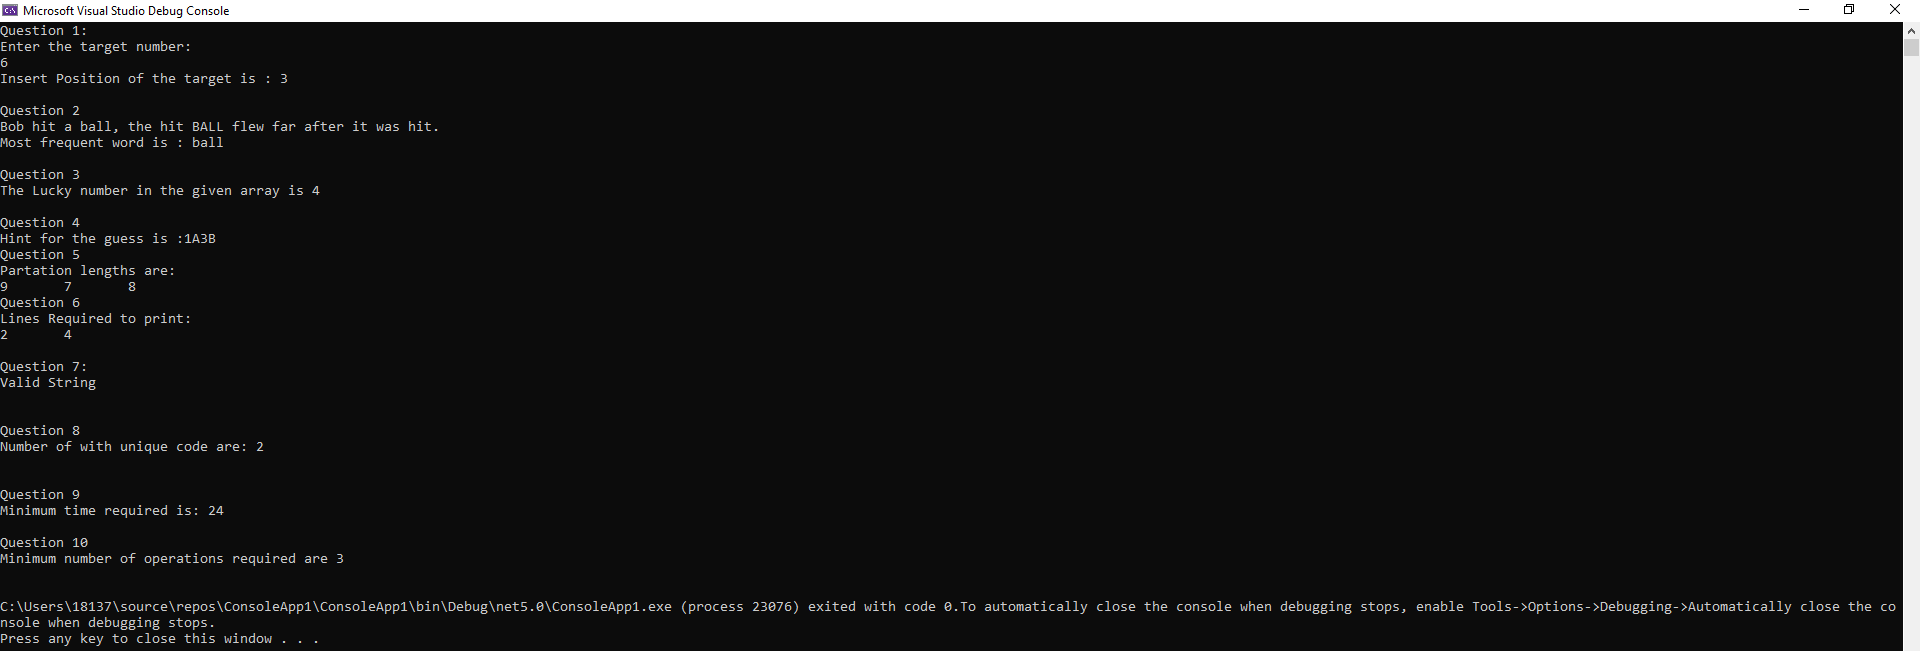 Microsoft Visual Studio Debug Console
Question 1:
Enter the target number:
6
Insert Position of the target is : 3
Question 2
Bob hit a ball, the hit BALL flew far after it was hit.
Most frequent word is : ball
Question 3
The Lucky number in the given array is 4
Question 4
Hint for the guess is :1A3B
Question 5
Partation lengths are:
9 7 8
Question 6
Lines Required to print:
2 4
Question 7:
Valid String
Question 8
Number of with unique code are: 2
Question 9
Minimum time required is: 24
Question 10
Minimum number of operations required are 3
C:\Users\18137\source\repos\ConsoleApp1\ConsoleApp1\bin\Debug\net5.0\ConsoleApp1.exe (process 23076) exited with code 0.To automatically close the console when debugging stops, enable Tools->Options->Debugging->Automatically close the co
nsole when debugging stops.
Press any key to close this window . . .